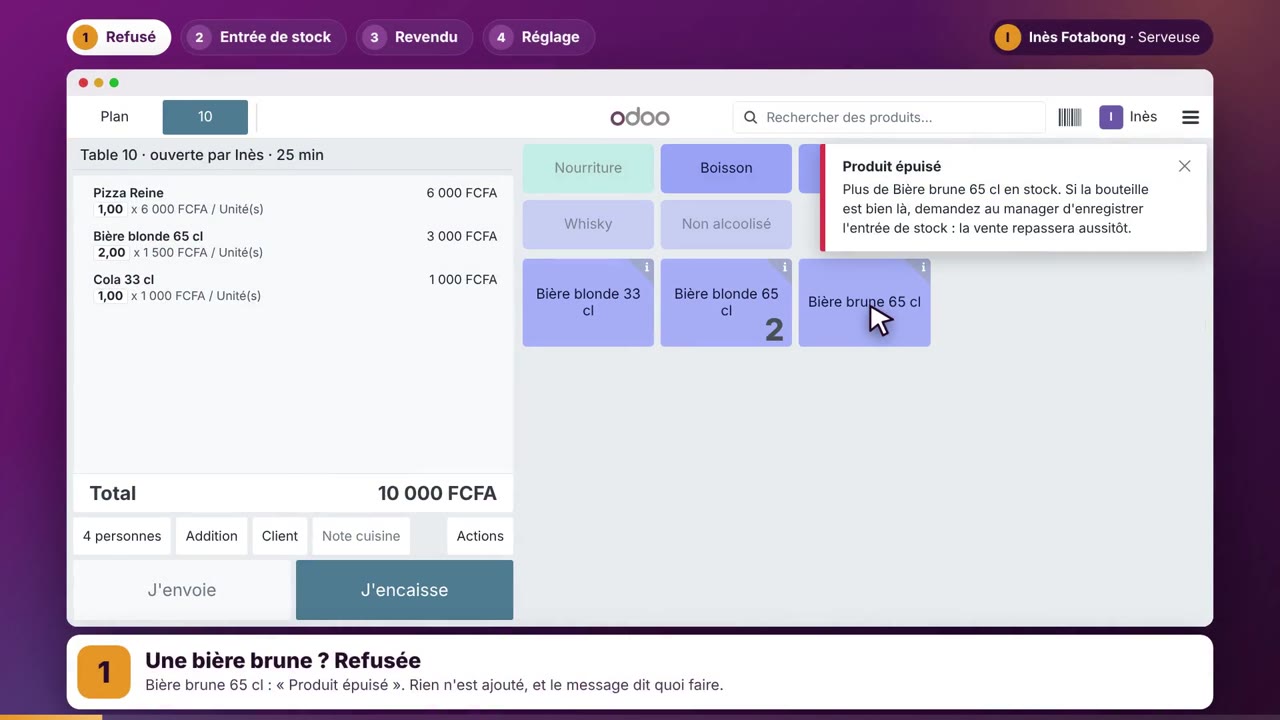 1 Refusé
2 Entrée de stock
3 Revendu
4 Réglage
I Inès Fotabong · Serveuse
Plan
10
odoo
Rechercher des produits...
I Inès
Table 10 · ouverte par Inès · 25 min
Pizza Reine 6 000 FCFA
1,00 x 6 000 FCFA / Unité(s)
Bière blonde 65 cl 3 000 FCFA
2,00 x 1 500 FCFA / Unité(s)
Cola 33 cl 1 000 FCFA
1,00 x 1 000 FCFA / Unité(s)
Total 10 000 FCFA
4 personnes
Addition
Client
Note cuisine
Actions
J'envoie
J'encaisse
Nourriture
Boisson
Whisky
Non alcoolisé
Produit épuisé
Plus de Bière brune 65 cl en stock. Si la bouteille
est bien là, demandez au manager d'enregistrer
l'entrée de stock : la vente repassera aussitôt.
Bière blonde 33
cl
Bière blonde 65
cl
2
Bière brune 65 cl
1
Une bière brune ? Refusée
Bière brune 65 cl : « Produit épuisé ». Rien n'est ajouté, et le message dit quoi faire.